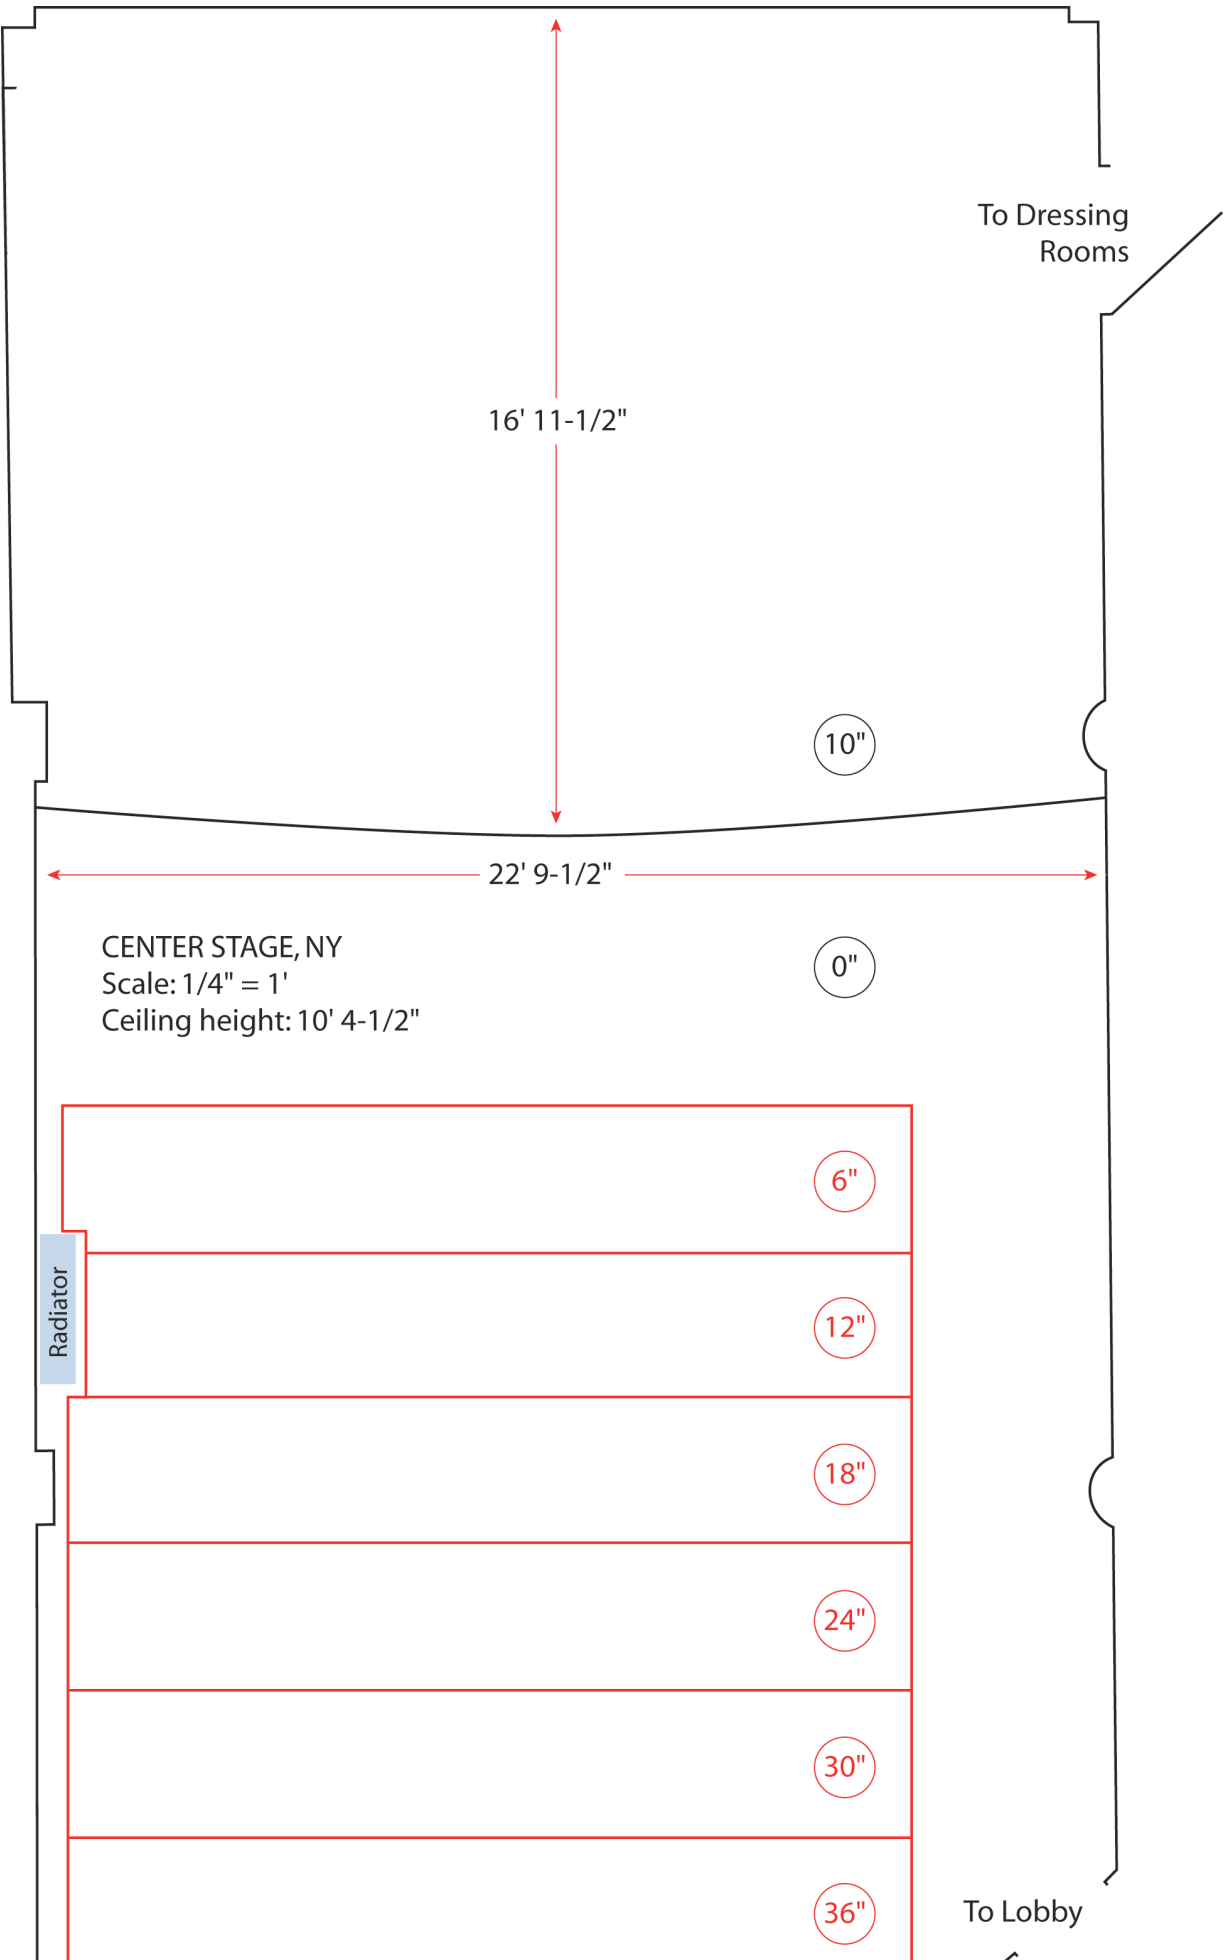 To Dressing
Rooms
16' 11-1/2"
10"
22' 9-1/2"
CENTER STAGE, NY
Scale: 1/4" = 1'
Ceiling height: 10' 4-1/2"
0"
6"
Radiator
12"
18"
24"
30"
36"
To Lobby